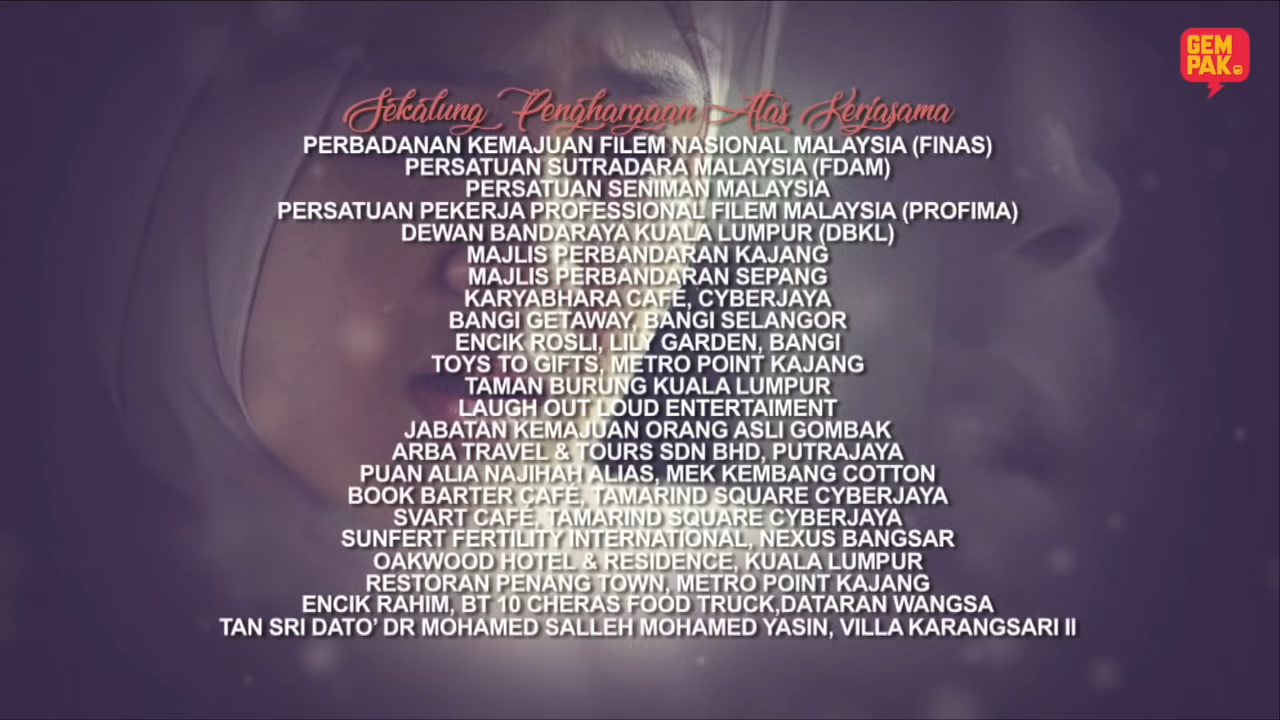 GEM
PAK
Sekalung Penghargaan Atas Kerjasama
PERBADANAN KEMAJUAN FILEM NASIONAL MALAYSIA (FINAS)
PERSATUAN SUTRADARA MALAYSIA (FDAM)
PERSATUAN SENIMAN MALAYSIA
PERSATUAN PEKERJA PROFESSIONAL FILEM MALAYSIA (PROFIMA)
DEWAN BANDARAYA KUALA LUMPUR (DBKL)
MAJLIS PERBANDARAN KAJANG
MAJLIS PERBANDARAN SEPANG
KARYABHARA CAFÉ, CYBERJAYA
BANGI GETAWAY, BANGI SELANGOR
ENCIK ROSLI, LILY GARDEN, BANGI
TOYS TO GIFTS, METRO POINT KAJANG
TAMAN BURUNG KUALA LUMPUR
LAUGH OUT LOUD ENTERTAIMENT
JABATAN KEMAJUAN ORANG ASLI GOMBAK
ARBA TRAVEL & TOURS SDN BHD, PUTRAJAYA
PUAN ALIA NAJIHAH ALIAS, MEK KEMBANG COTTON
BOOK BARTER CAFÉ, TAMARIND SQUARE CYBERJAYA
SVART CAFÉ, TAMARIND SQUARE CYBERJAYA
SUNFERT FERTILITY INTERNATIONAL, NEXUS BANGSAR
OAKWOOD HOTEL & RESIDENCE, KUALA LUMPUR
RESTORAN PENANG TOWN, METRO POINT KAJANG
ENCIK RAHIM, BT 10 CHERAS FOOD TRUCK,DATARAN WANGSA
TAN SRI DATO’ DR MOHAMED SALLEH MOHAMED YASIN, VILLA KARANGSARI II